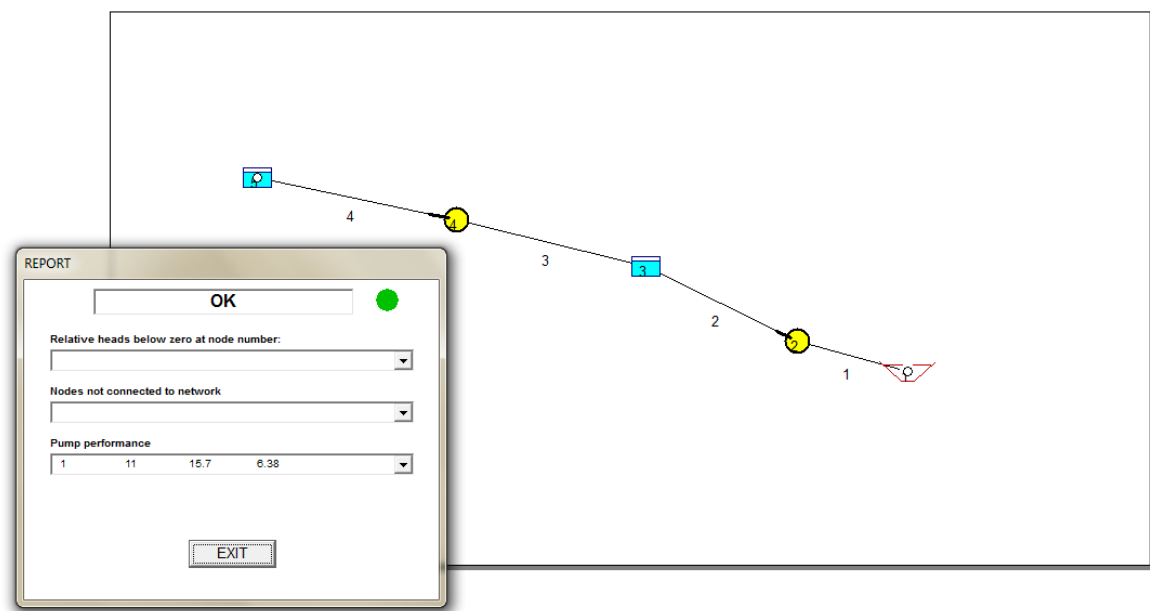 5
4
4
3
3
2
2
1
1
REPORT
OK
Relative heads below zero at node number:
Nodes not connected to network
Pump performance
1 11 15.7 6.38
EXIT